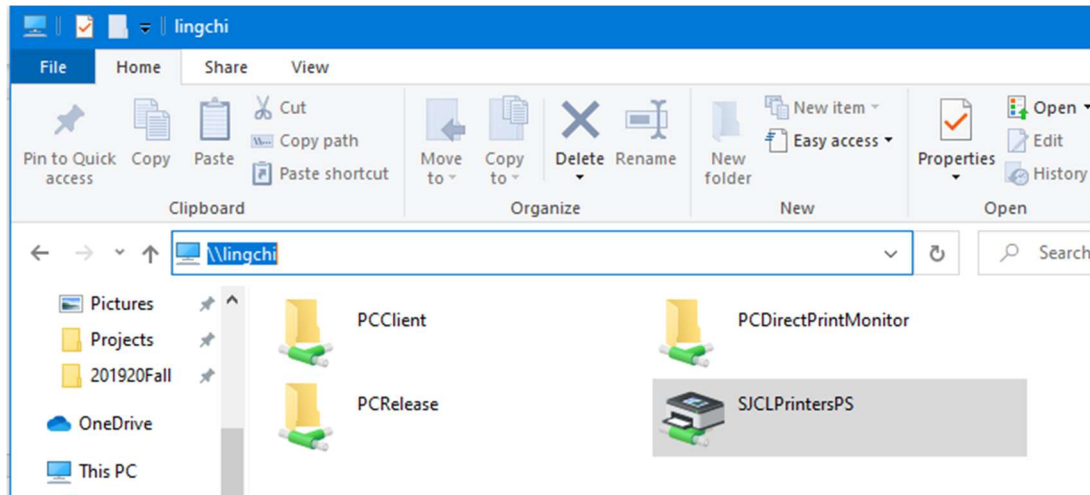 lingchi
File Home Share View
Pin to Quick access
Copy
Paste
Cut
Copy path
Paste shortcut
Clipboard
Move to
Copy to
Delete
Rename
Organize
New folder
New item
Easy access
New
Properties
Open
Edit
History
Open
\\lingchi
Search
Pictures
Projects
201920Fall
OneDrive
This PC
PCClient
PCDirectPrintMonitor
PCRelease
SJCLPrintersPS